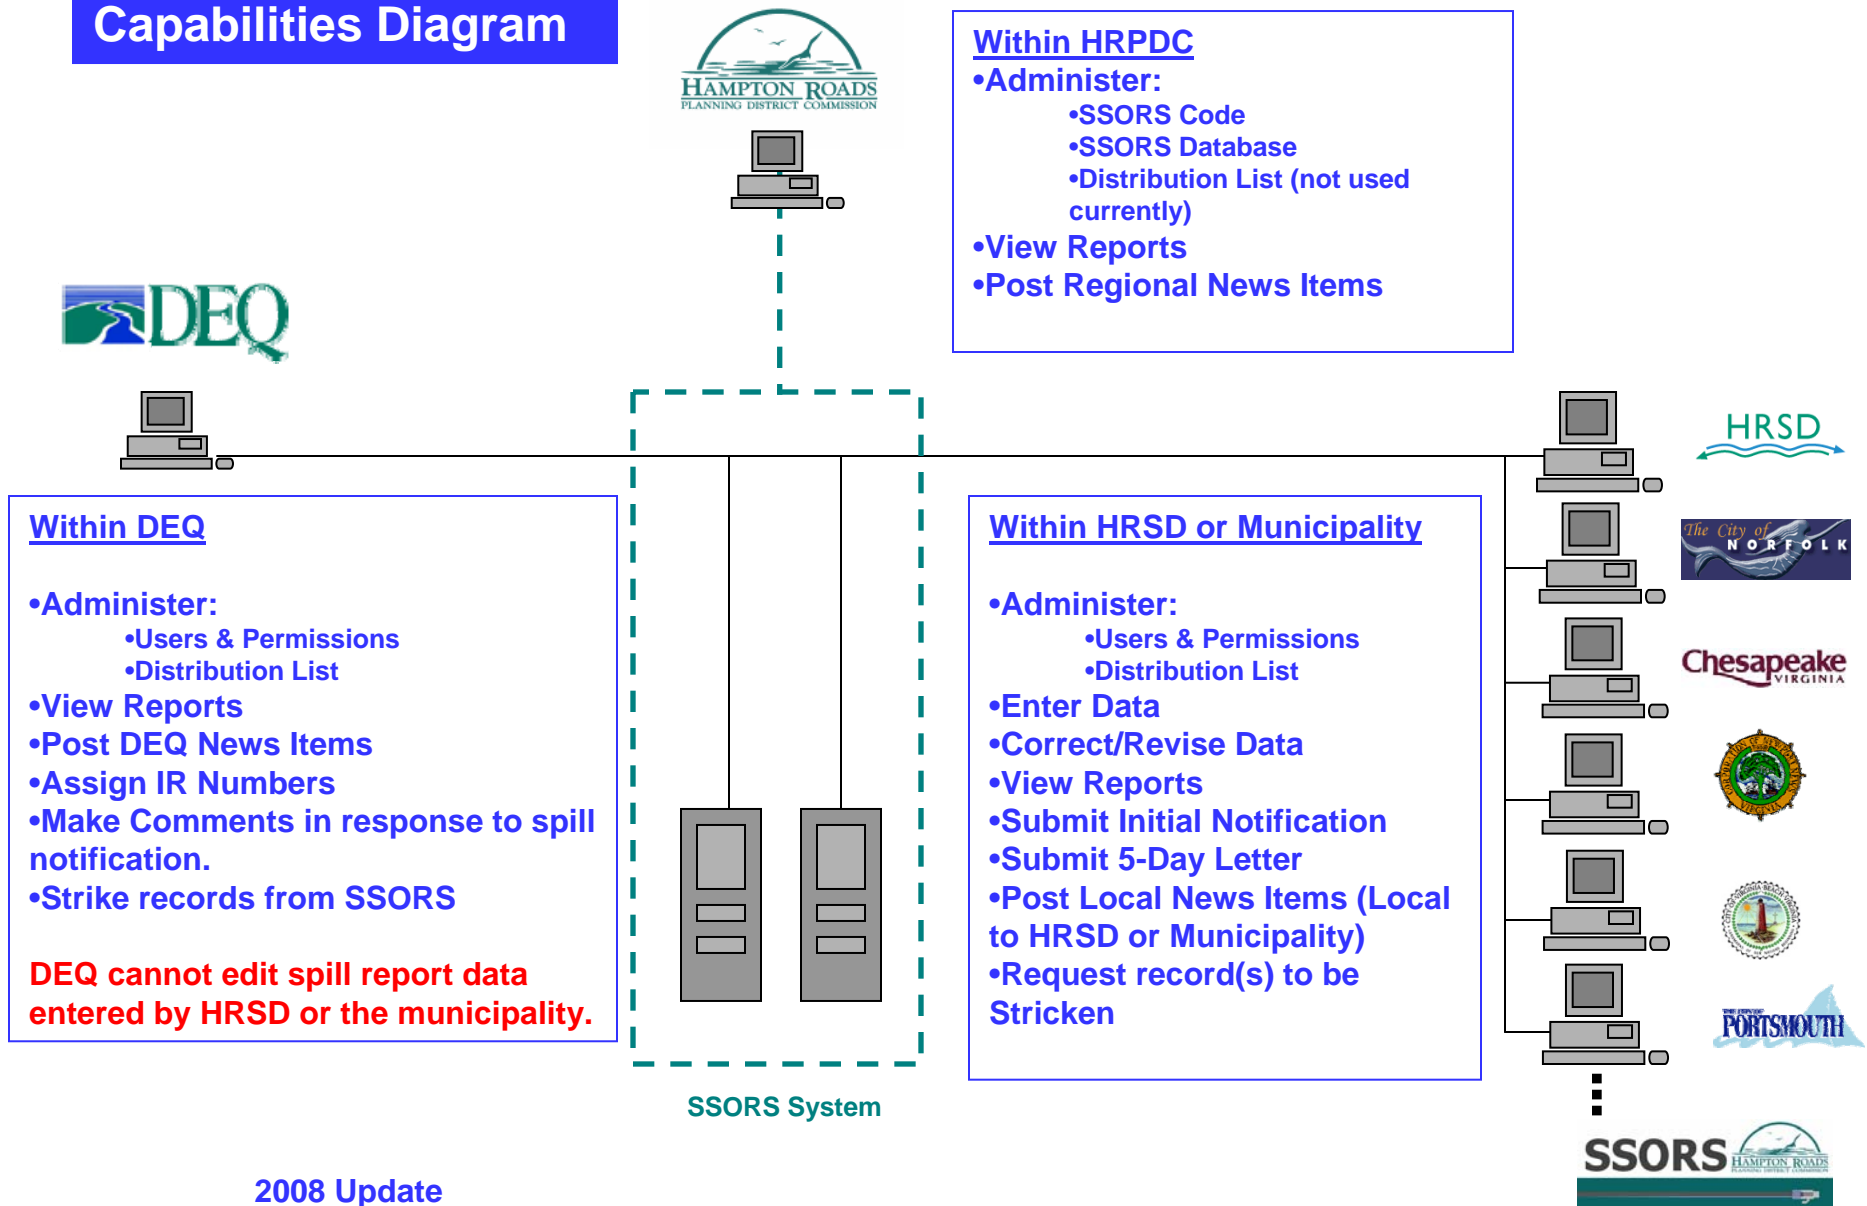 Capabilities Diagram
HAMPTON ROADS
PLANNING DISTRICT COMMISSION
Within HRPDC
•Administer:
•SSORS Code
•SSORS Database
•Distribution List (not used
currently)
•View Reports
•Post Regional News Items
DEQ
HRSD
The City of
NORFOLK
Chesapeake
VIRGINIA
PORTSMOUTH
Within DEQ
•Administer:
•Users & Permissions
•Distribution List
•View Reports
•Post DEQ News Items
•Assign IR Numbers
•Make Comments in response to spill
notification.
•Strike records from SSORS
DEQ cannot edit spill report data
entered by HRSD or the municipality.
Within HRSD or Municipality
•Administer:
•Users & Permissions
•Distribution List
•Enter Data
•Correct/Revise Data
•View Reports
•Submit Initial Notification
•Submit 5-Day Letter
•Post Local News Items (Local
to HRSD or Municipality)
•Request record(s) to be
Stricken
SSORS System
2008 Update
SSORS
HAMPTON ROADS